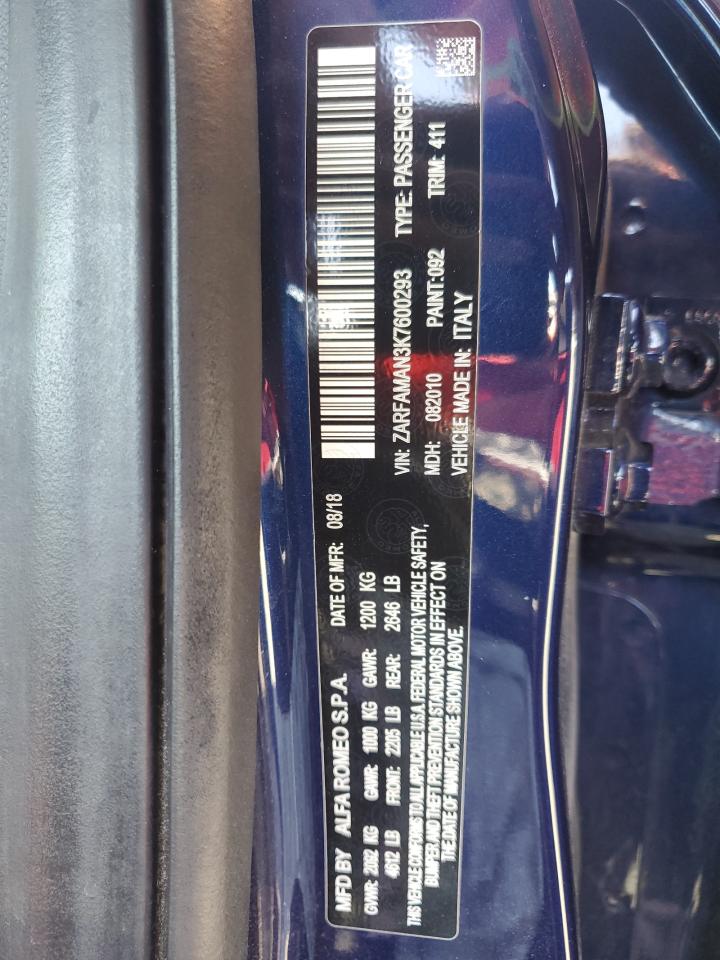 MFD BY ALFA ROMEO S.P.A. DATE OF MFR: 08/18
GVWR: 2092 KG GAWR: 1000 KG GAWR: 1200 KG
4612 LB FRONT: 2205 LB REAR: 2646 LB
THIS VEHICLE CONFORMS TO ALL APPLICABLE U.S.A. FEDERAL MOTOR VEHICLE SAFETY,
BUMPER, AND THEFT PREVENTION STANDARDS IN EFFECT ON
THE DATE OF MANUFACTURE SHOWN ABOVE.
VIN: ZARFAMAN3K7600293 TYPE: PASSENGER CAR
MDH: 082010 PAINT:092 TRIM: 411
VEHICLE MADE IN: ITALY